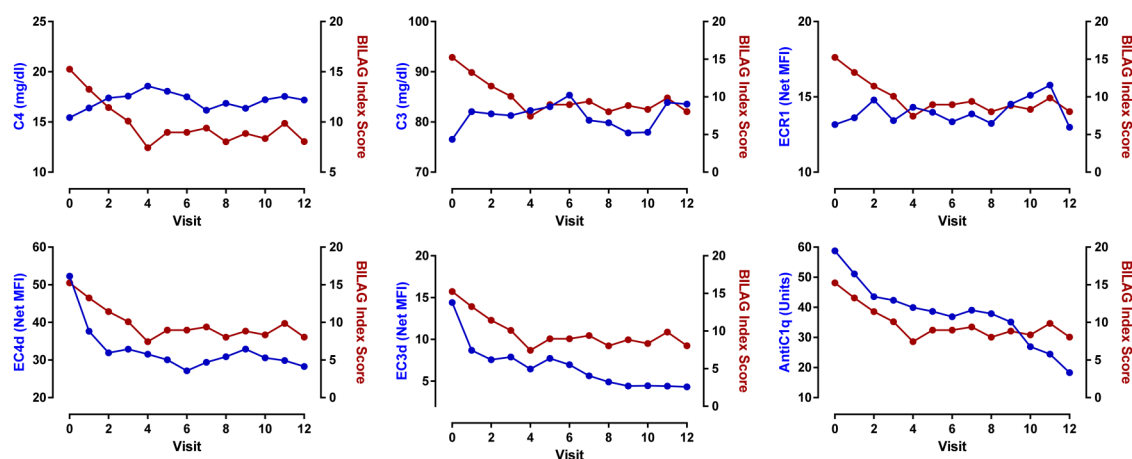 C4 (mg/dl)
25
20
15
10
20
15
10
5
BILAG Index Score
0 2 4 6 8 10 12
Visit
C3 (mg/dl)
100
90
80
70
20
15
10
5
0
BILAG Index Score
0 2 4 6 8 10 12
Visit
ECR1 (Net MFI)
20
15
10
20
15
10
5
0
BILAG Index Score
0 2 4 6 8 10 12
Visit
EC4d (Net MFI)
60
50
40
30
20
20
15
10
5
0
BILAG Index Score
0 2 4 6 8 10 12
Visit
EC3d (Net MFI)
20
15
10
5
20
15
10
5
0
BILAG Index Score
0 2 4 6 8 10 12
Visit
AntiC1q (Units)
60
50
40
30
20
10
20
15
10
5
0
BILAG Index Score
0 2 4 6 8 10 12
Visit